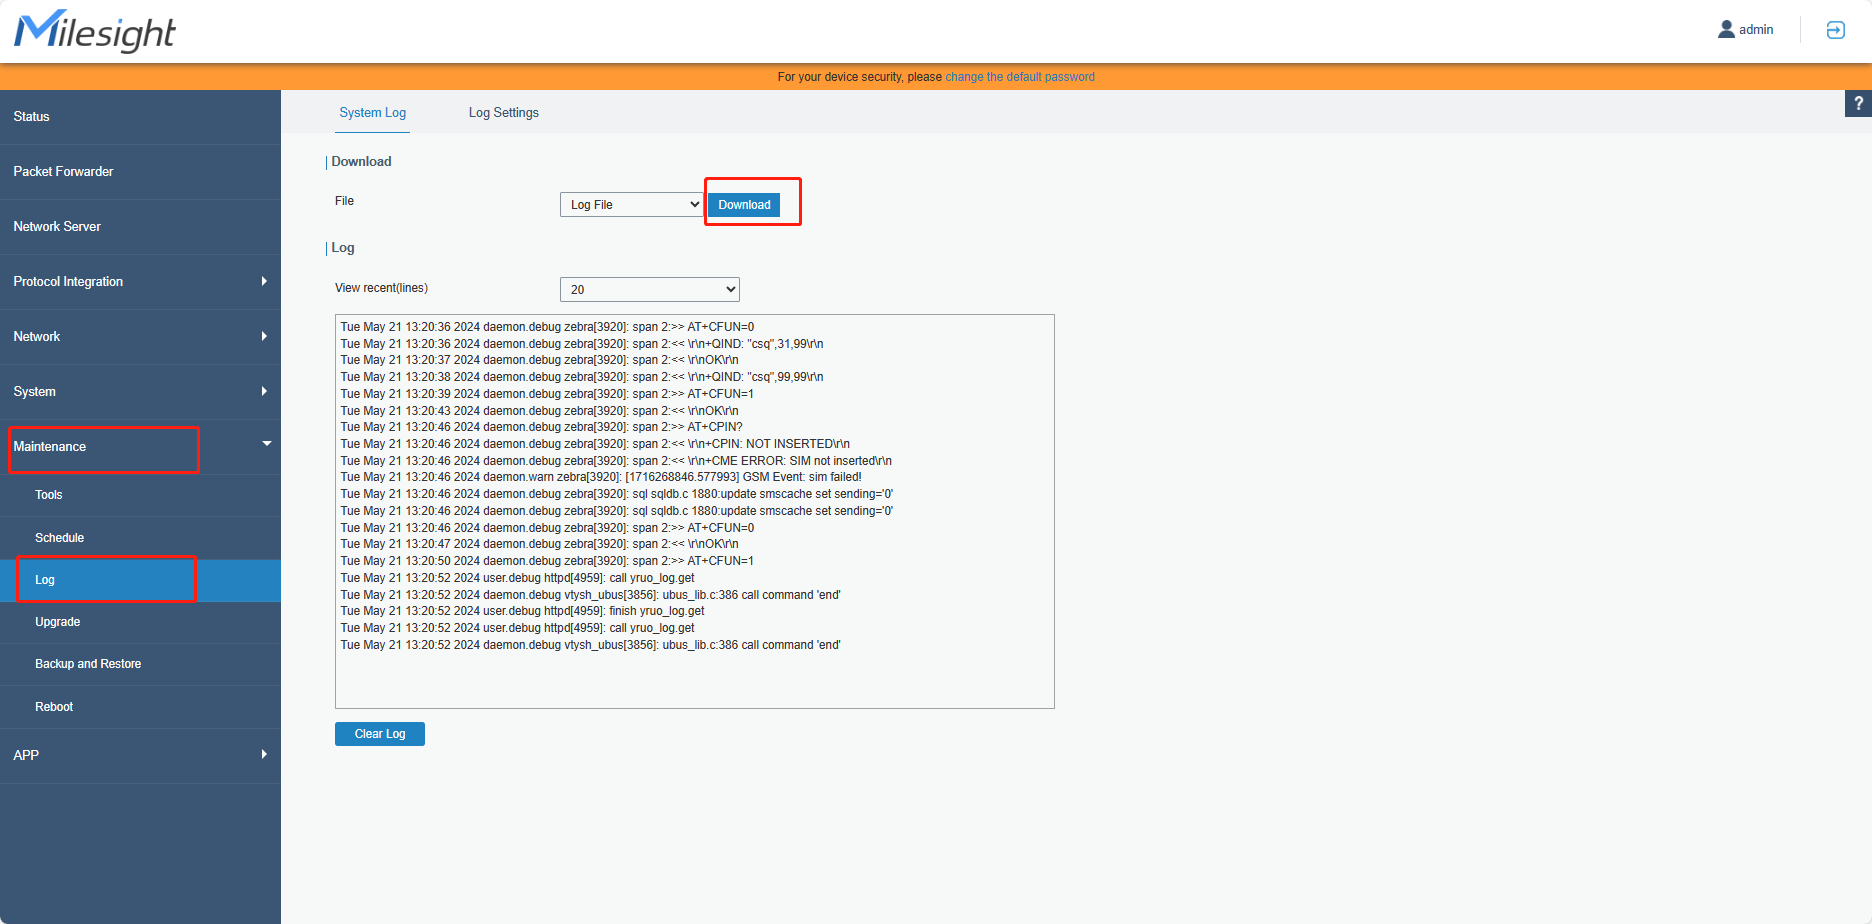 Milesight
admin
For your device security, please change the default password
Status
Packet Forwarder
Network Server
Protocol Integration
Network
System
Maintenance
Tools
Schedule
Log
Upgrade
Backup and Restore
Reboot
APP
System Log
Log Settings
?
Download
File
Log File
Download
Log
View recent(lines)
20
Tue May 21 13:20:36 2024 daemon.debug zebra[3920]: span 2:>> AT+CFUN=0
Tue May 21 13:20:36 2024 daemon.debug zebra[3920]: span 2:<< \r\n+QIND: "csq",31,99\r\n
Tue May 21 13:20:37 2024 daemon.debug zebra[3920]: span 2:<< \r\nOK\r\n
Tue May 21 13:20:38 2024 daemon.debug zebra[3920]: span 2:<< \r\n+QIND: "csq",99,99\r\n
Tue May 21 13:20:39 2024 daemon.debug zebra[3920]: span 2:>> AT+CFUN=1
Tue May 21 13:20:43 2024 daemon.debug zebra[3920]: span 2:<< \r\nOK\r\n
Tue May 21 13:20:46 2024 daemon.debug zebra[3920]: span 2:>> AT+CPIN?
Tue May 21 13:20:46 2024 daemon.debug zebra[3920]: span 2:<< \r\n+CPIN: NOT INSERTED\r\n
Tue May 21 13:20:46 2024 daemon.debug zebra[3920]: span 2:<< \r\n+CME ERROR: SIM not inserted\r\n
Tue May 21 13:20:46 2024 daemon.warn zebra[3920]: [1716268846.577993] GSM Event: sim failed!
Tue May 21 13:20:46 2024 daemon.debug zebra[3920]: sql sqldb.c 1880:update smscache set sending='0'
Tue May 21 13:20:46 2024 daemon.debug zebra[3920]: sql sqldb.c 1880:update smscache set sending='0'
Tue May 21 13:20:46 2024 daemon.debug zebra[3920]: span 2:>> AT+CFUN=0
Tue May 21 13:20:47 2024 daemon.debug zebra[3920]: span 2:<< \r\nOK\r\n
Tue May 21 13:20:50 2024 daemon.debug zebra[3920]: span 2:>> AT+CFUN=1
Tue May 21 13:20:52 2024 user.debug httpd[4959]: call yruo_log.get
Tue May 21 13:20:52 2024 daemon.debug vtysh_ubus[3856]: ubus_lib.c:386 call command 'end'
Tue May 21 13:20:52 2024 user.debug httpd[4959]: finish yruo_log.get
Tue May 21 13:20:52 2024 user.debug httpd[4959]: call yruo_log.get
Tue May 21 13:20:52 2024 daemon.debug vtysh_ubus[3856]: ubus_lib.c:386 call command 'end'
Clear Log